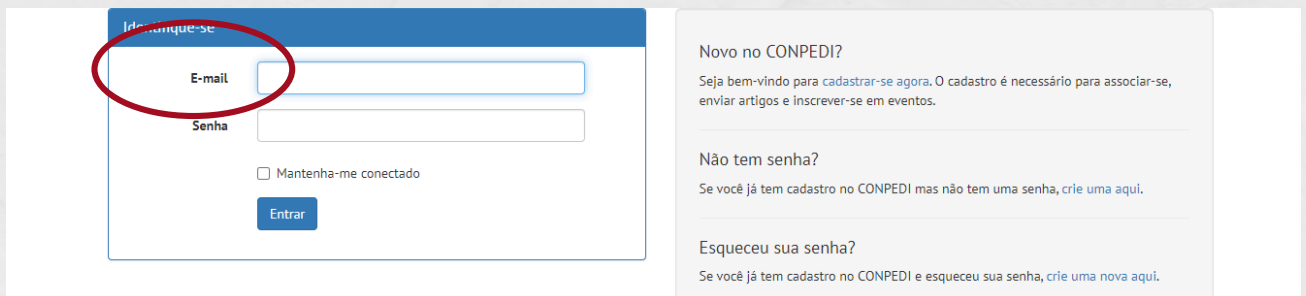 Identifique-se
E-mail
Senha
Mantenha-me conectado
Entrar
Novo no CONPEDI?
Seja bem-vindo para cadastrar-se agora. O cadastro é necessário para associar-se,
enviar artigos e inscrever-se em eventos.
Não tem senha?
Se você já tem cadastro no CONPEDI mas não tem uma senha, crie uma aqui.
Esqueceu sua senha?
Se você já tem cadastro no CONPEDI e esqueceu sua senha, crie uma nova aqui.